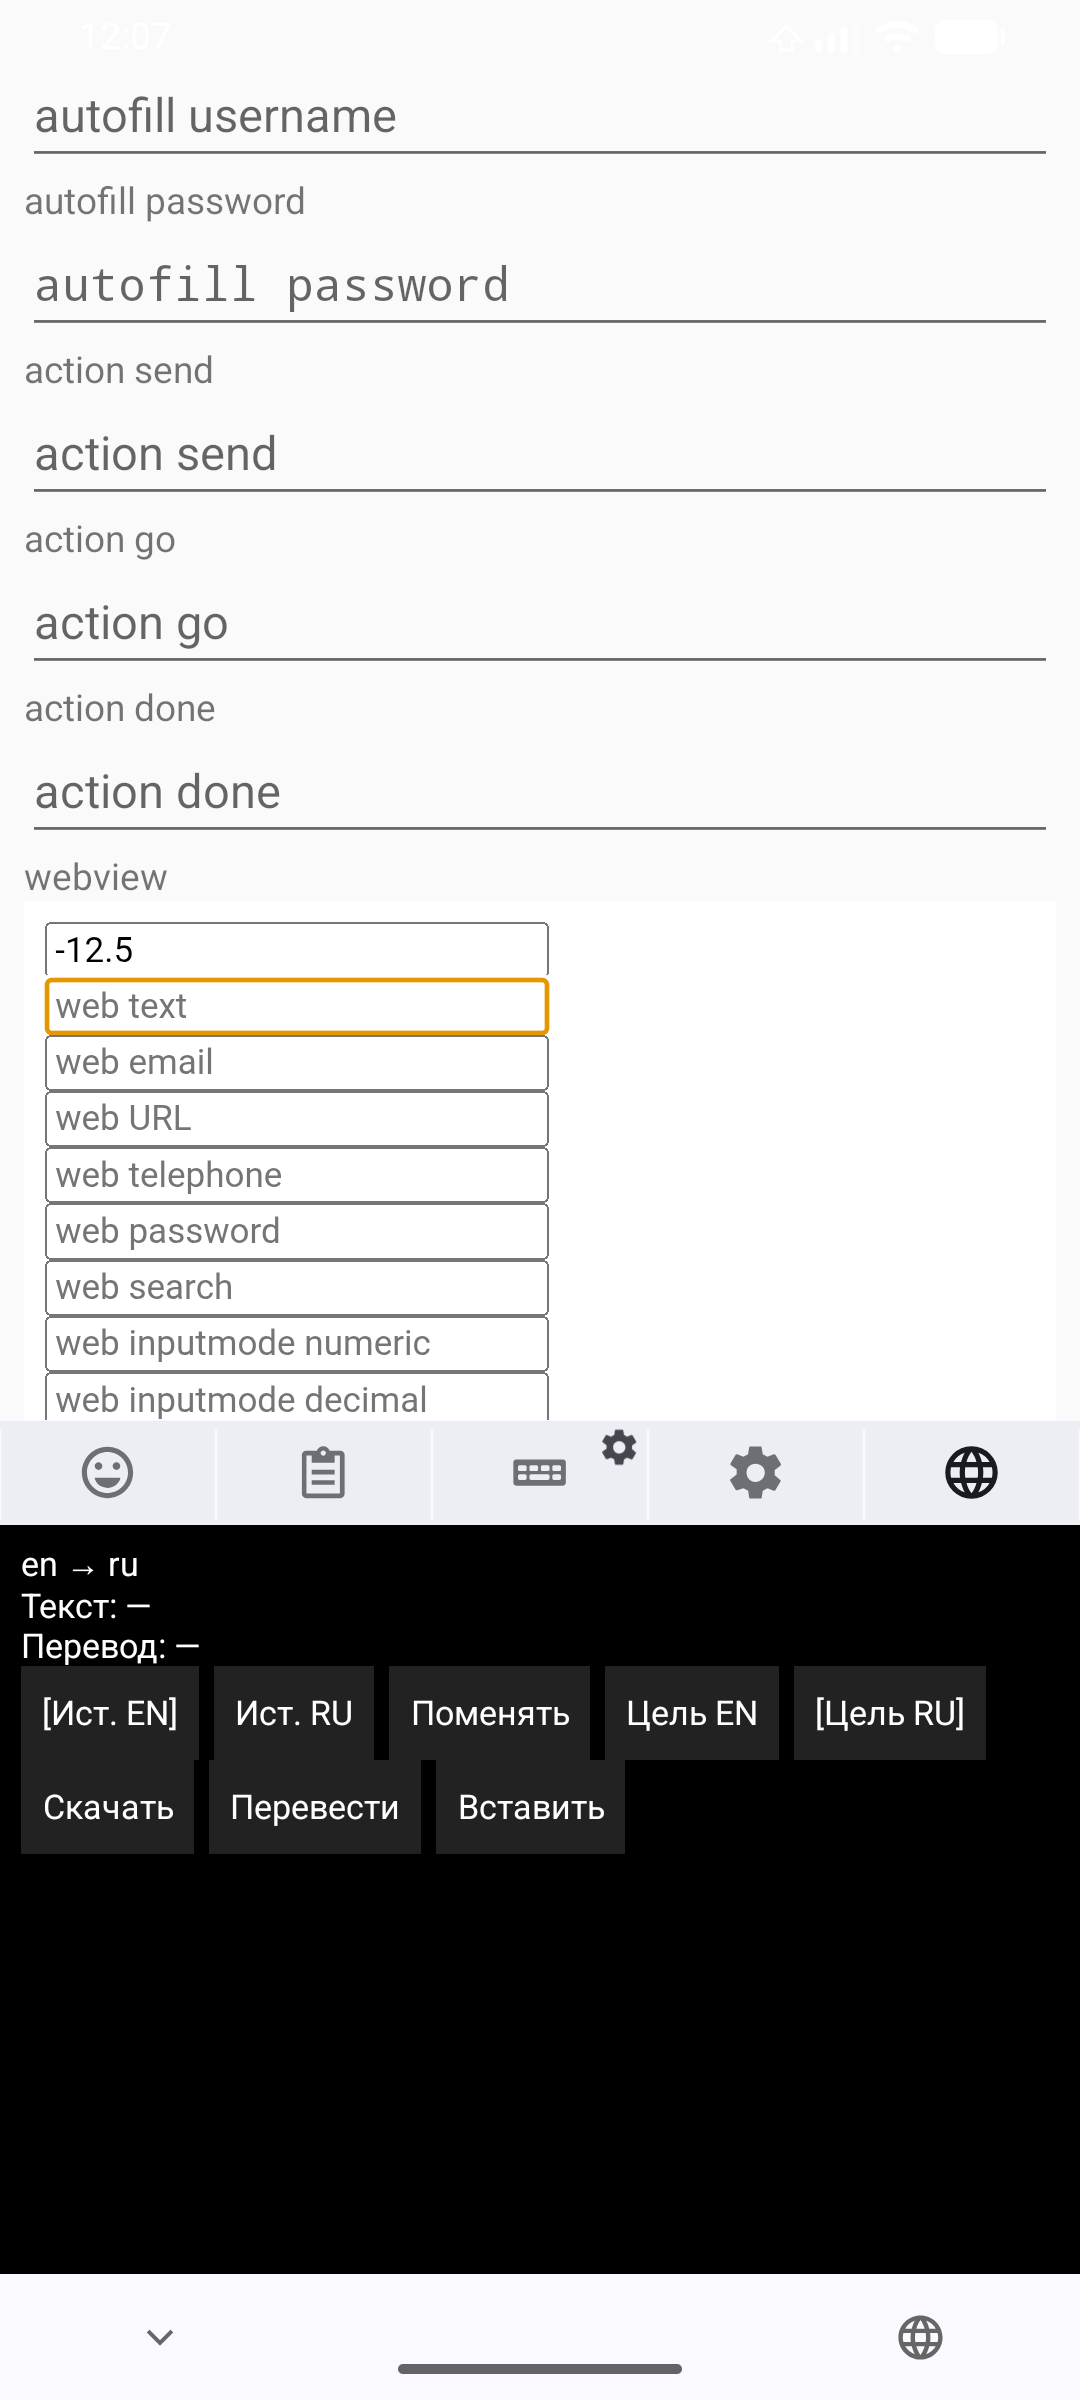 12:07
autofill username
autofill password
autofill password
action send
action send
action go
action go
action done
action done
webview
-12.5
web text
web email
web URL
web telephone
web password
web search
web inputmode numeric
web inputmode decimal
en → ru
Текст: —
Перевод: —
[Ист. EN] Ист. RU Поменять Цель EN [Цель RU]
Скачать Перевести Вставить